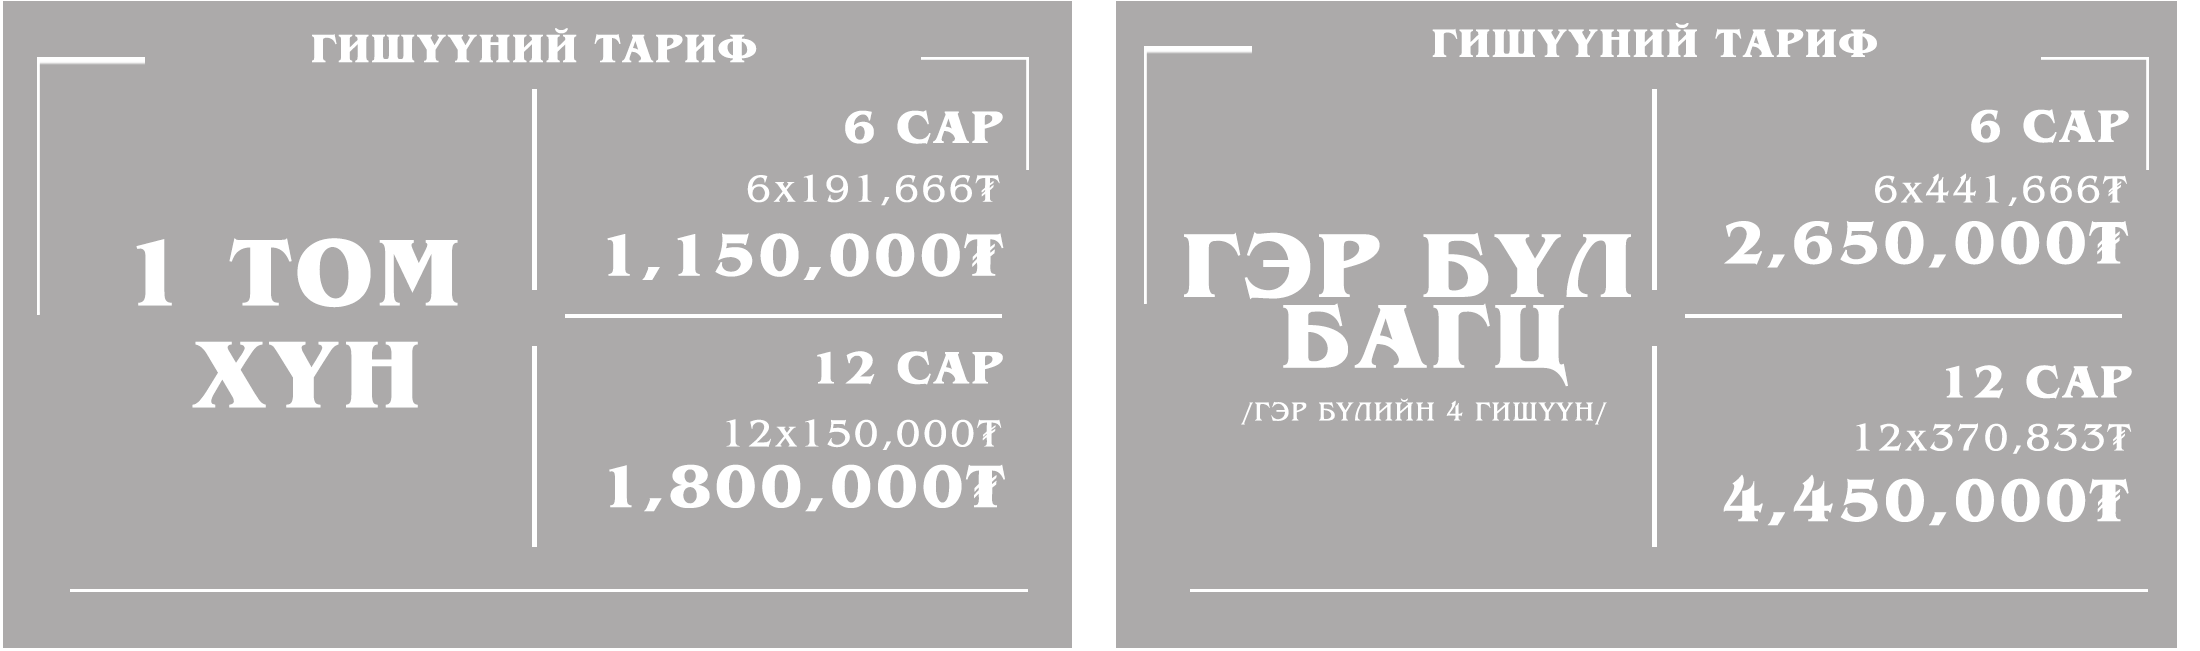 ГИШҮҮНИЙ ТАРИФ
1 ТОМ
ХҮН
6 САР
6x191,666₮
1,150,000₮
12 САР
12x150,000₮
1,800,000₮
ГИШҮҮНИЙ ТАРИФ
ГЭР БҮЛ
БАГЦ
/ГЭР БҮЛИЙН 4 ГИШҮҮН/
6 САР
6x441,666₮
2,650,000₮
12 САР
12x370,833₮
4,450,000₮